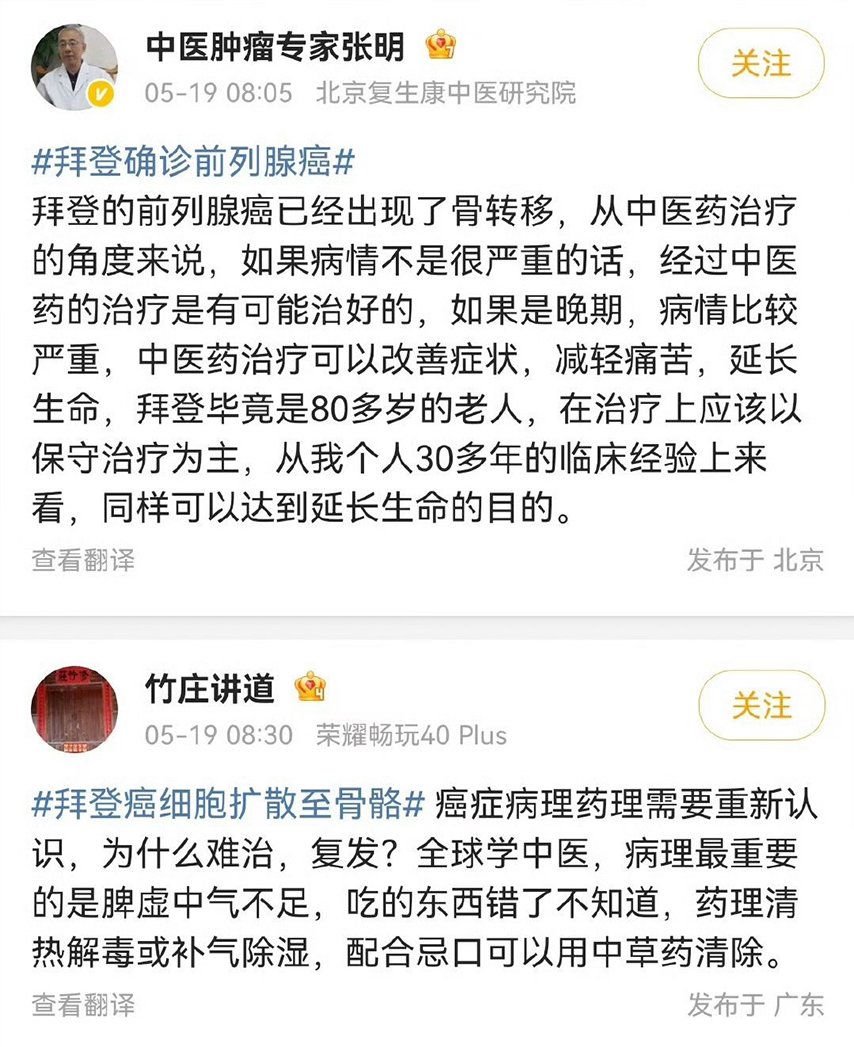 中医肿瘤专家张明
05-19 08:05 北京复生康中医研究院
关注
#拜登确诊前列腺癌#
拜登的前列腺癌已经出现了骨转移，从中医药治疗
的角度来说，如果病情不是很严重的话，经过中医
药的治疗是有可能治好的，如果是晚期，病情比较
严重，中医药治疗可以改善症状，减轻痛苦，延长
生命，拜登毕竟是80多岁的老人，在治疗上应该以
保守治疗为主，从我个人30多年的临床经验上来
看，同样可以达到延长生命的目的。
查看翻译 发布于 北京
竹庄讲道
05-19 08:30 荣耀畅玩40 Plus
关注
#拜登癌细胞扩散至骨骼# 癌症病理药理需要重新认
识，为什么难治，复发？全球学中医，病理最重要
的是脾虚中气不足，吃的东西错了不知道，药理清
热解毒或补气除湿，配合忌口可以用中草药清除。
查看翻译 发布于 广东